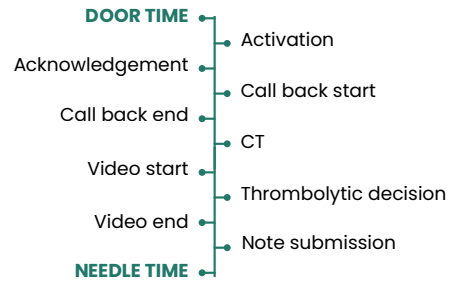 DOOR TIME
Activation
Acknowledgement
Call back start
Call back end
CT
Video start
Thrombolytic decision
Video end
Note submission
NEEDLE TIME